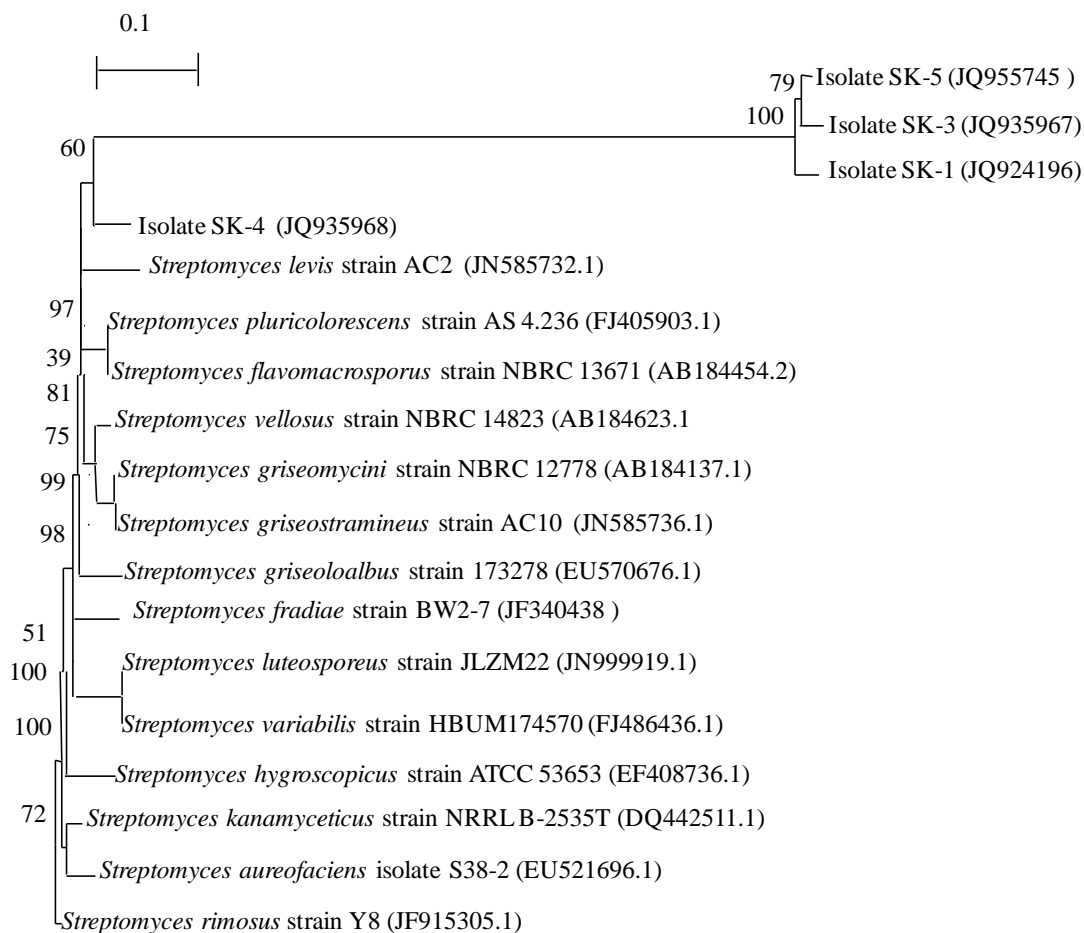 0.1
79
Isolate SK-5 (JQ955745 )
100
Isolate SK-3 (JQ935967)
60
Isolate SK-1 (JQ924196)
Isolate SK-4 (JQ935968)
Streptomyces levis strain AC2 (JN585732.1)
97
Streptomyces pluricolorescens strain AS 4.236 (FJ405903.1)
39
Streptomyces flavomacrosporus strain NBRC 13671 (AB184454.2)
81
Streptomyces vellosus strain NBRC 14823 (AB184623.1
75
Streptomyces griseomycini strain NBRC 12778 (AB184137.1)
99
Streptomyces griseostramineus strain AC10 (JN585736.1)
98
Streptomyces griseoloalbus strain 173278 (EU570676.1)
Streptomyces fradiae strain BW2-7 (JF340438 )
51
Streptomyces luteosporeus strain JLZM22 (JN999919.1)
100
Streptomyces variabilis strain HBUM174570 (FJ486436.1)
100
Streptomyces hygroscopicus strain ATCC 53653 (EF408736.1)
72
Streptomyces kanamyceticus strain NRRL B-2535T (DQ442511.1)
Streptomyces aureofaciens isolate S38-2 (EU521696.1)
Streptomyces rimosus strain Y8 (JF915305.1)